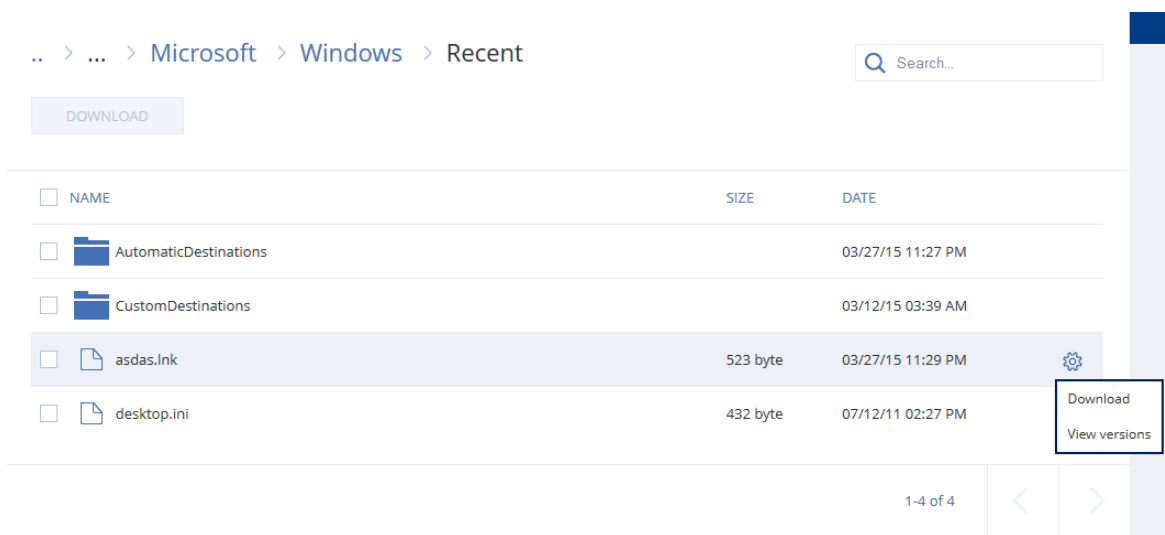 .. > ... > Microsoft > Windows > Recent
Search...
DOWNLOAD
NAME SIZE DATE
AutomaticDestinations 03/27/15 11:27 PM
CustomDestinations 03/12/15 03:39 AM
asdas.lnk 523 byte 03/27/15 11:29 PM
desktop.ini 432 byte 07/12/11 02:27 PM
Download
View versions
1-4 of 4